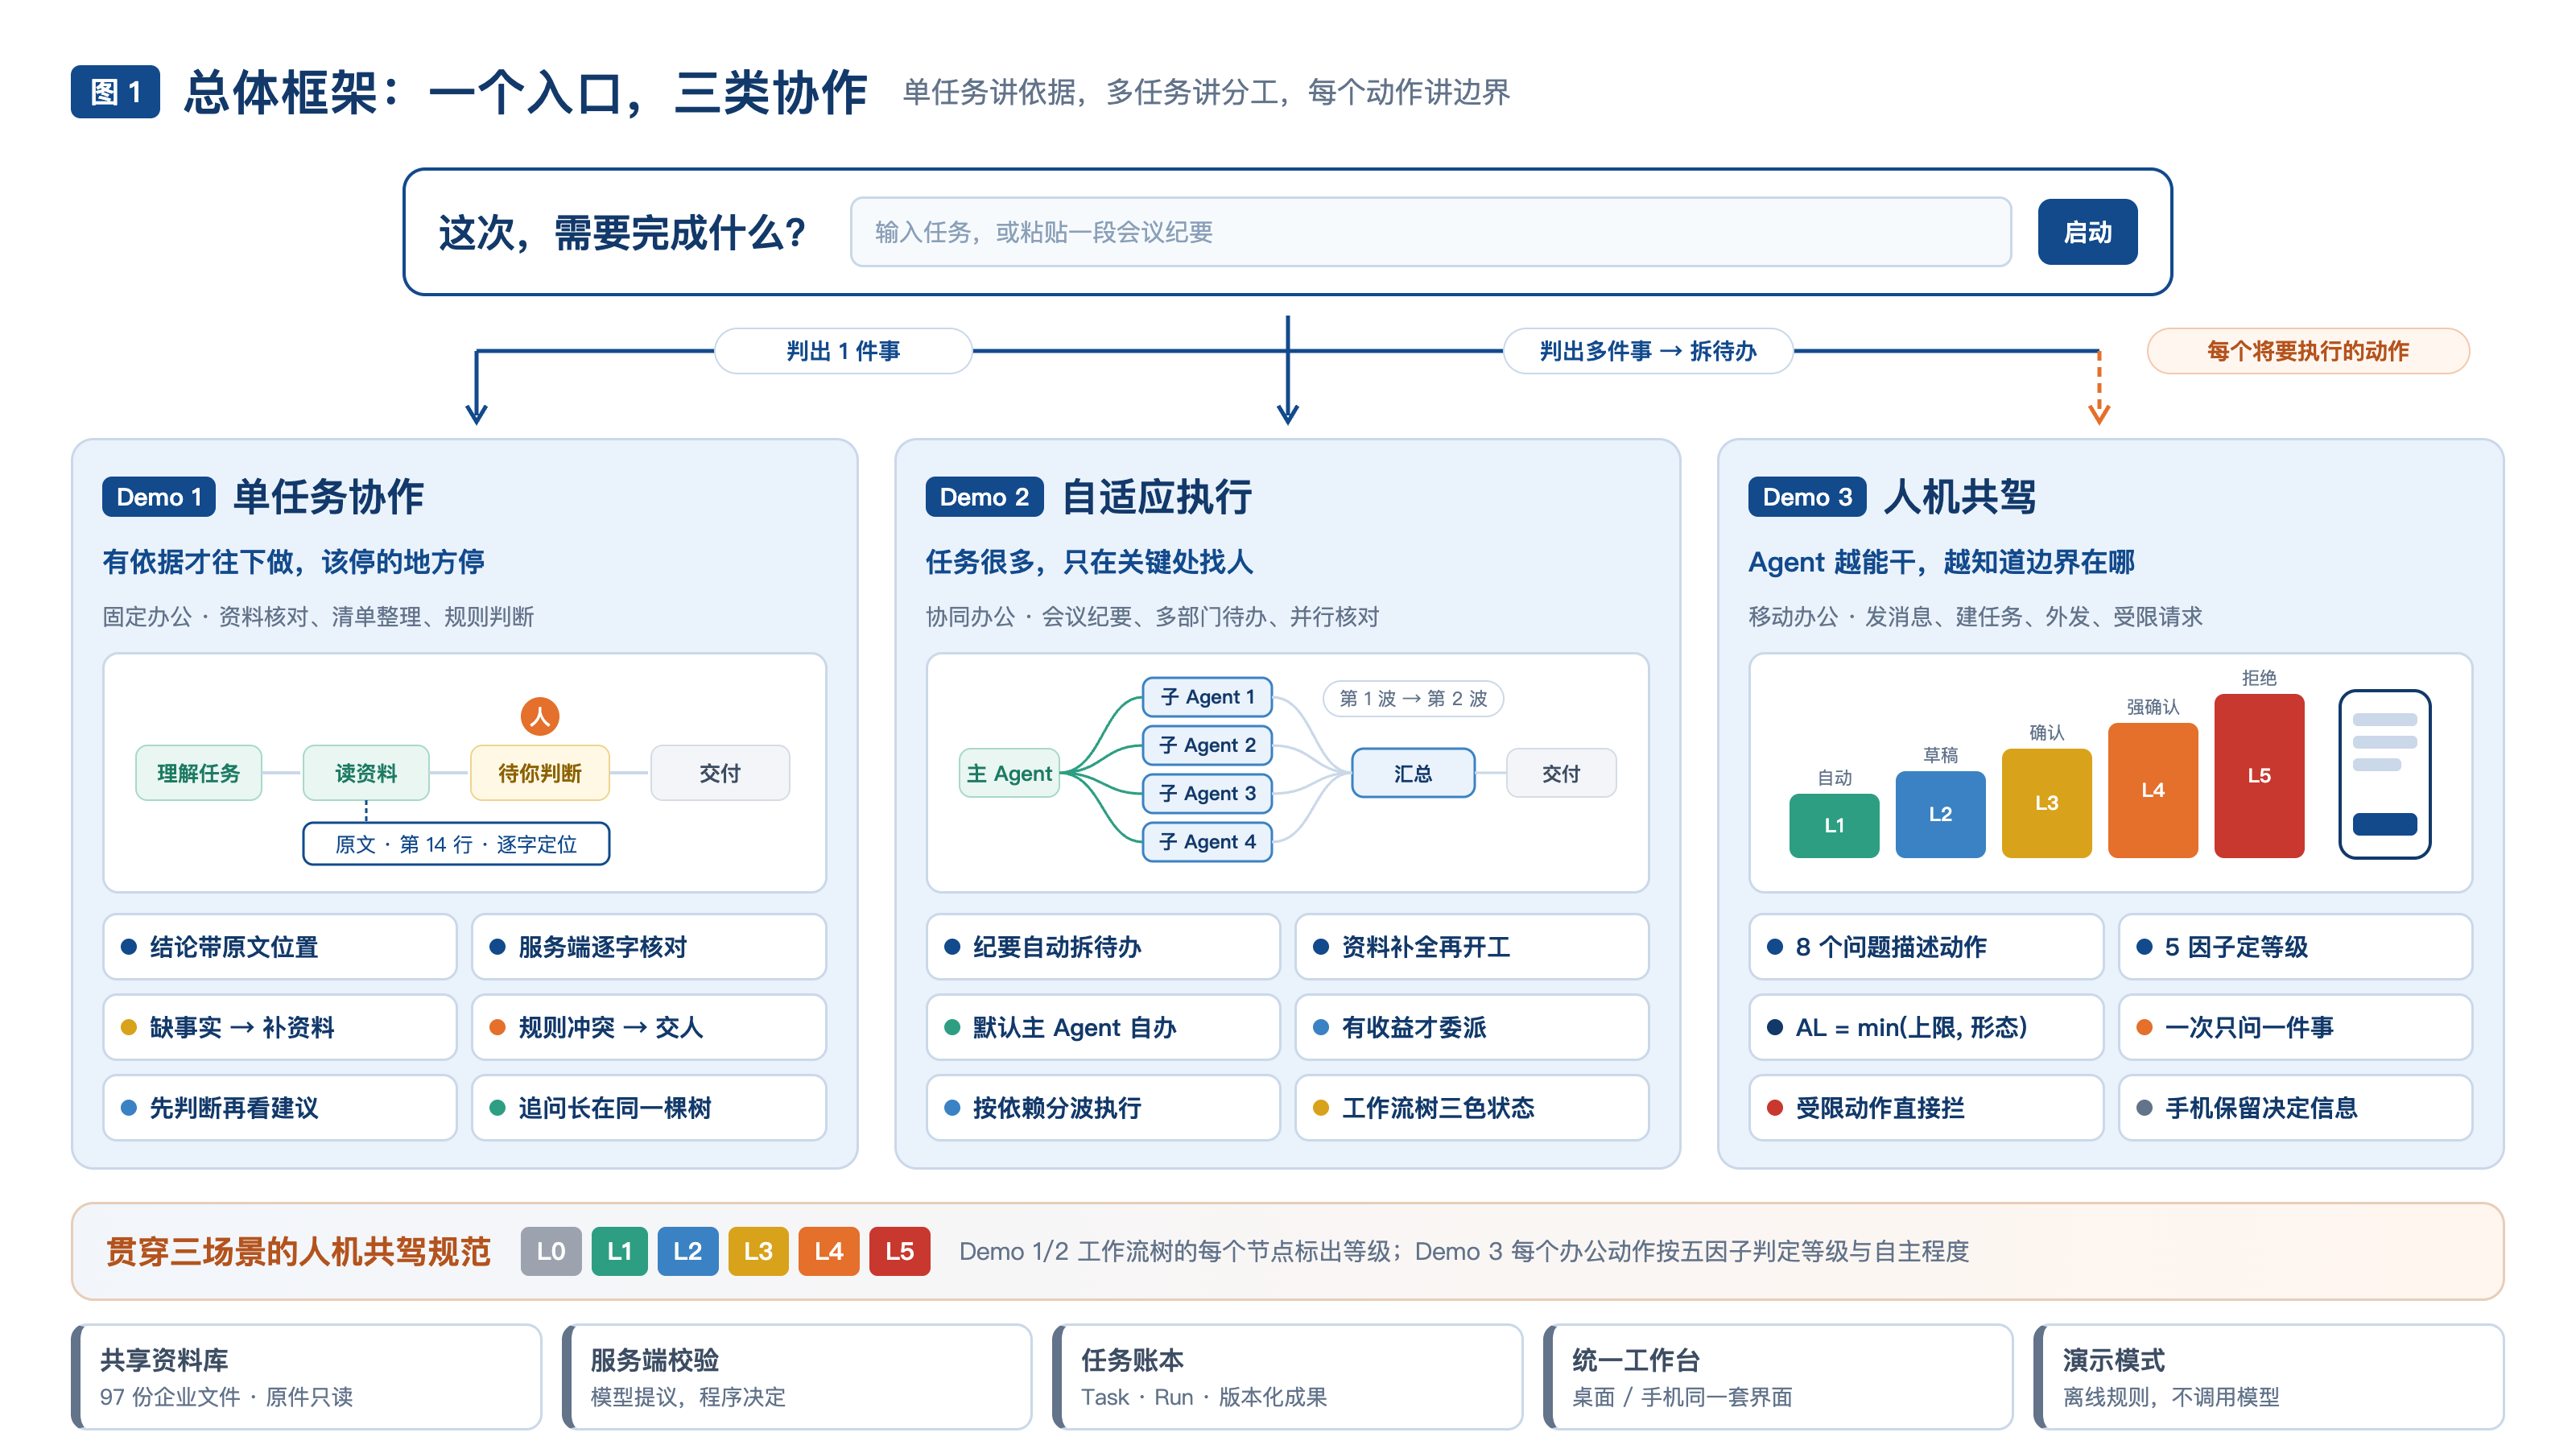 图 1 总体框架：一个入口，三类协作 单任务讲依据，多任务讲分工，每个动作讲边界
这次，需要完成什么？ 输入任务，或粘贴一段会议纪要 启动
判出 1 件事
判出多件事 → 拆待办
每个将要执行的动作
Demo 1 单任务协作
有依据才往下做，该停的地方停
固定办公 · 资料核对、清单整理、规则判断
人
理解任务
读资料
待你判断
交付
原文 · 第 14 行 · 逐字定位
结论带原文位置
服务端逐字核对
缺事实 → 补资料
规则冲突 → 交人
先判断再看建议
追问长在同一棵树
Demo 2 自适应执行
任务很多，只在关键处找人
协同办公 · 会议纪要、多部门待办、并行核对
主 Agent
子 Agent 1
子 Agent 2
子 Agent 3
子 Agent 4
第 1 波 → 第 2 波
汇总
交付
纪要自动拆待办
资料补全再开工
默认主 Agent 自办
有收益才委派
按依赖分波执行
工作流树三色状态
Demo 3 人机共驾
Agent 越能干，越知道边界在哪
移动办公 · 发消息、建任务、外发、受限请求
自动
L1
草稿
L2
确认
L3
强确认
L4
拒绝
L5
8 个问题描述动作
5 因子定等级
AL = min(上限, 形态)
一次只问一件事
受限动作直接拦
手机保留决定信息
贯穿三场景的人机共驾规范 L0 L1 L2 L3 L4 L5 Demo 1/2 工作流树的每个节点标出等级；Demo 3 每个办公动作按五因子判定等级与自主程度
共享资料库
97 份企业文件 · 原件只读
服务端校验
模型提议，程序决定
任务账本
Task · Run · 版本化成果
统一工作台
桌面 / 手机同一套界面
演示模式
离线规则，不调用模型